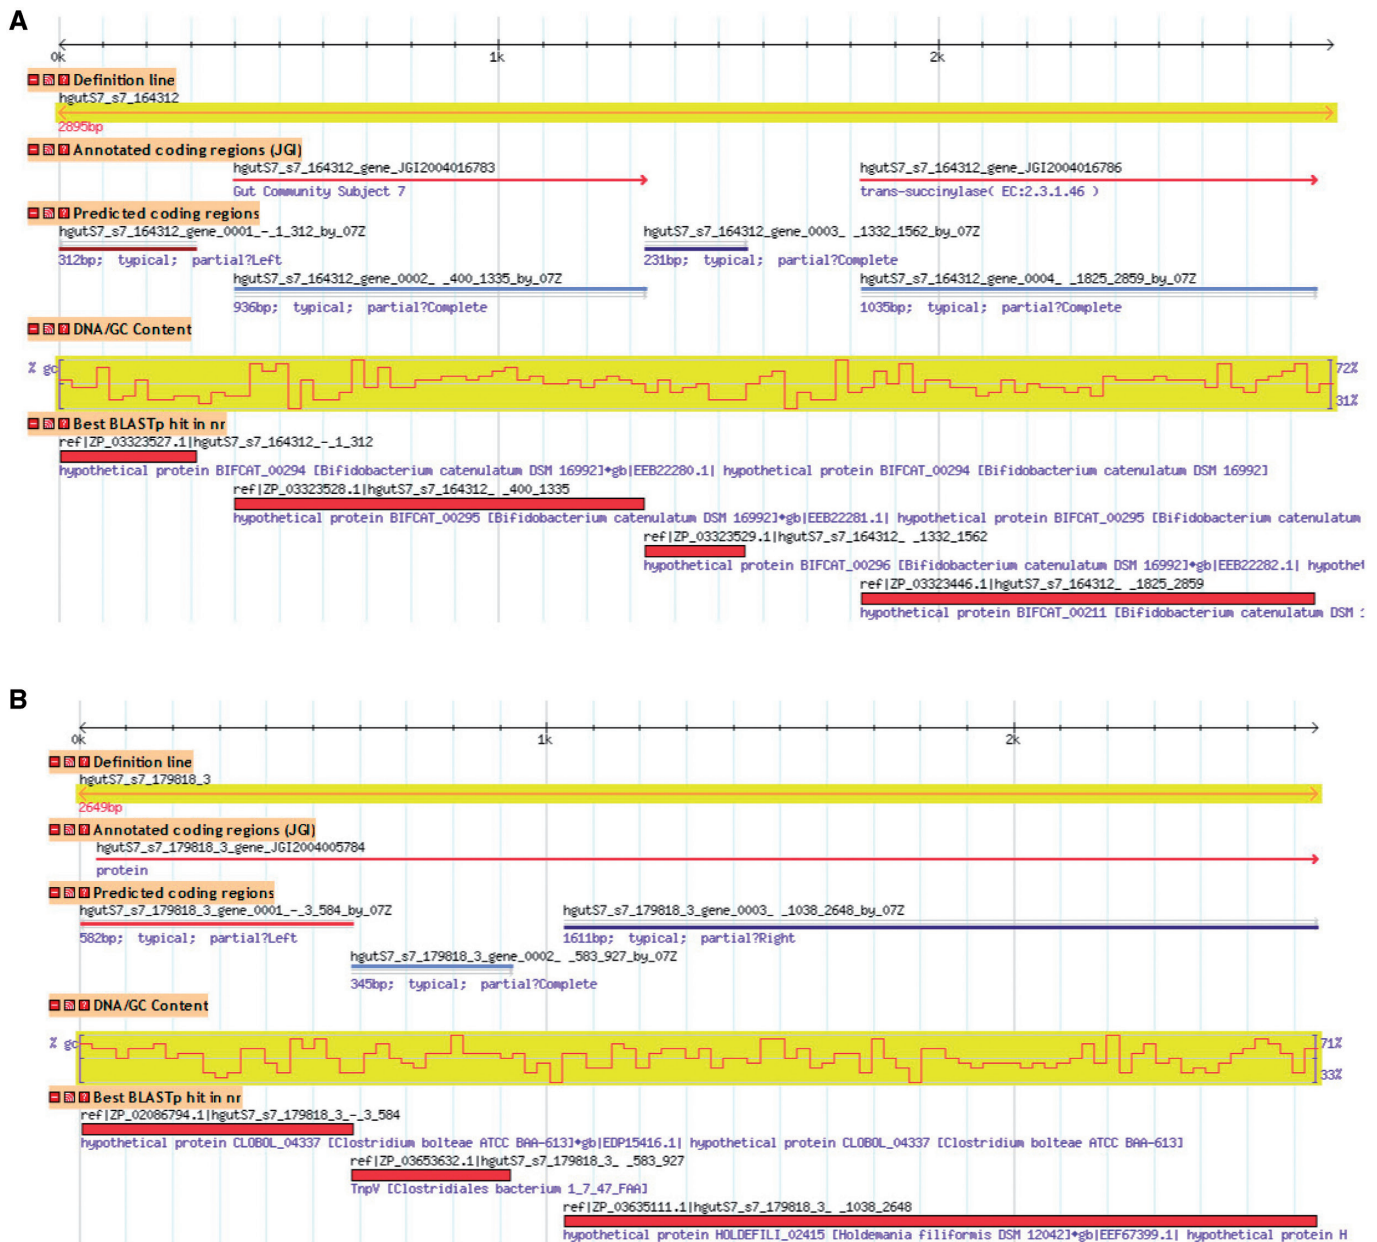 A
0k 1k 2k
Definition line
hgutS7_s7_164312
2895bp
Annotated coding regions (JGI)
hgutS7_s7_164312_gene_JGI2004016783 hgutS7_s7_164312_gene_JGI2004016786
Gut Community Subject 7 trans-succinylase( EC:2.3.1.46 )
Predicted coding regions
hgutS7_s7_164312_gene_0001_-_1_312_by_07Z hgutS7_s7_164312_gene_0003_ _1332_1562_by_07Z
312bp; typical; partial?Left 231bp; typical; partial?Complete
hgutS7_s7_164312_gene_0002_ _400_1335_by_07Z hgutS7_s7_164312_gene_0004_ _1825_2859_by_07Z
936bp; typical; partial?Complete 1035bp; typical; partial?Complete
DNA/GC Content
% gc 72%
31%
Best BLASTp hit in nr
ref|ZP_03323527.1|hgutS7_s7_164312_-_1_312
hypothetical protein BIFCAT_00294 [Bifidobacterium catenulatum DSM 16992]♦gb|EEB22280.1| hypothetical protein BIFCAT_00294 [Bifidobacterium catenulatum DSM 16992]
ref|ZP_03323528.1|hgutS7_s7_164312_ _400_1335
hypothetical protein BIFCAT_00295 [Bifidobacterium catenulatum DSM 16992]♦gb|EEB22281.1| hypothetical protein BIFCAT_00295 [Bifidobacterium catenulatum
ref|ZP_03323529.1|hgutS7_s7_164312_ _1332_1562
hypothetical protein BIFCAT_00296 [Bifidobacterium catenulatum DSM 16992]♦gb|EEB22282.1| hypothet
ref|ZP_03323446.1|hgutS7_s7_164312_ _1825_2859
hypothetical protein BIFCAT_00211 [Bifidobacterium catenulatum DSM 1
B
0k 1k 2k
Definition line
hgutS7_s7_179818_3
2649bp
Annotated coding regions (JGI)
hgutS7_s7_179818_3_gene_JGI2004005784
protein
Predicted coding regions
hgutS7_s7_179818_3_gene_0001_-_3_584_by_07Z hgutS7_s7_179818_3_gene_0003_ _1038_2648_by_07Z
582bp; typical; partial?Left 1611bp; typical; partial?Right
hgutS7_s7_179818_3_gene_0002_ _583_927_by_07Z
345bp; typical; partial?Complete
DNA/GC Content
% gc 71%
33%
Best BLASTp hit in nr
ref|ZP_02086794.1|hgutS7_s7_179818_3_-_3_584
hypothetical protein CLOBOL_04337 [Clostridium bolteae ATCC BAA-613]♦gb|EDP15416.1| hypothetical protein CLOBOL_04337 [Clostridium bolteae ATCC BAA-613]
ref|ZP_03653632.1|hgutS7_s7_179818_3_ _583_927
TnpV [Clostridiales bacterium 1_7_47_FAA]
ref|ZP_03635111.1|hgutS7_s7_179818_3_ _1038_2648
hypothetical protein HOLDEFILI_02415 [Holdemania filiformis DSM 12042]♦gb|EEF67399.1| hypothetical protein H